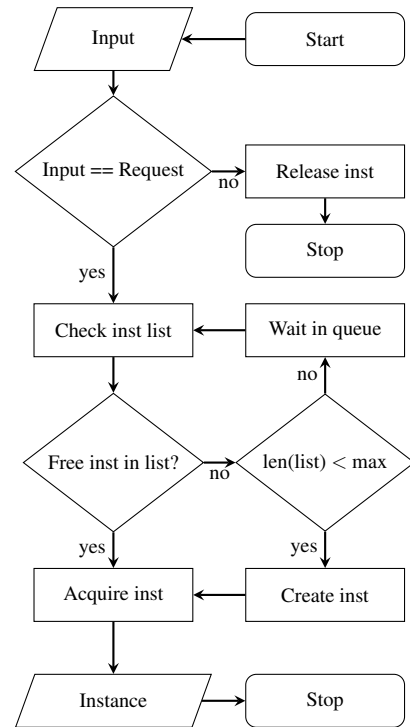 Input
Start
Input == Request
no
Release inst
Stop
yes
Check inst list
Wait in queue
no
Free inst in list?
no
len(list) < max
yes
yes
Acquire inst
Create inst
Instance
Stop